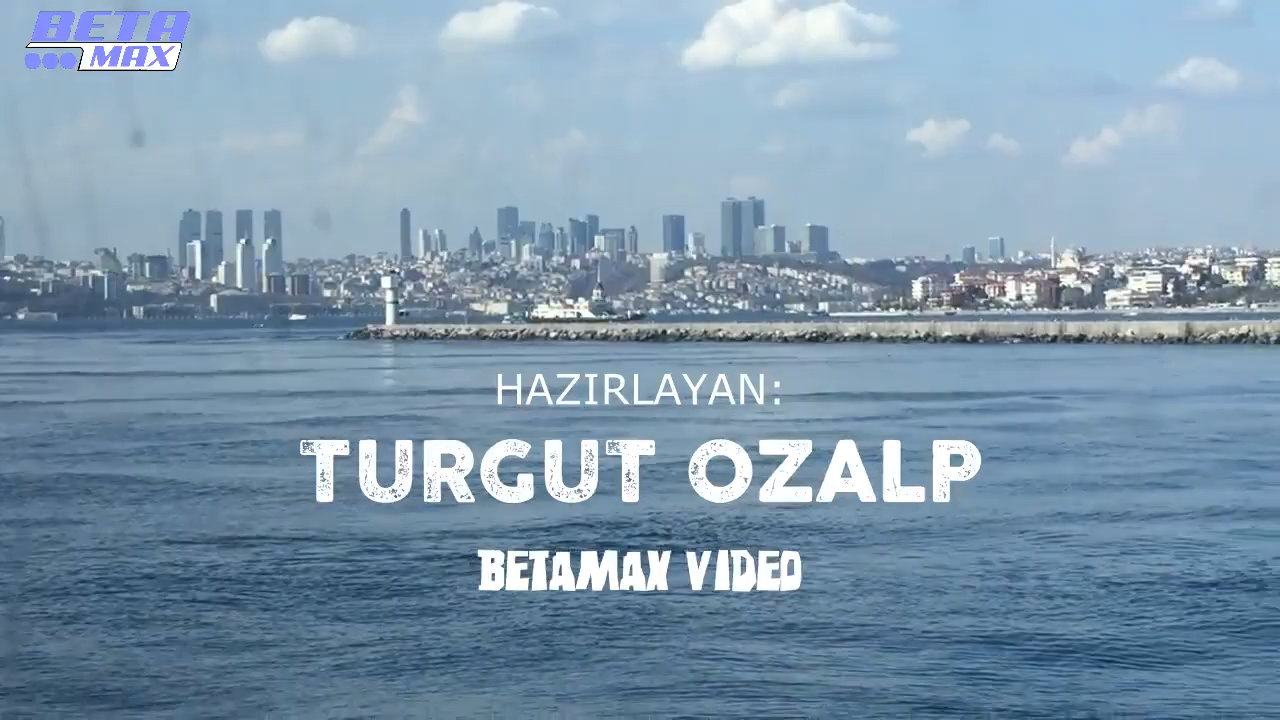 BETA
MAX
HAZIRLAYAN:
TURGUT OZALP
BETAMAX VIDEO